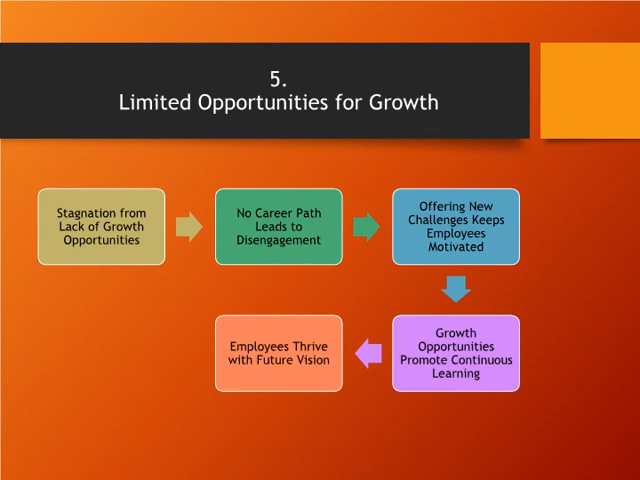 5.
Limited Opportunities for Growth
Stagnation from
Lack of Growth
Opportunities
No Career Path
Leads to
Disengagement
Offering New
Challenges Keeps
Employees
Motivated
Growth
Opportunities
Promote Continuous
Learning
Employees Thrive
with Future Vision